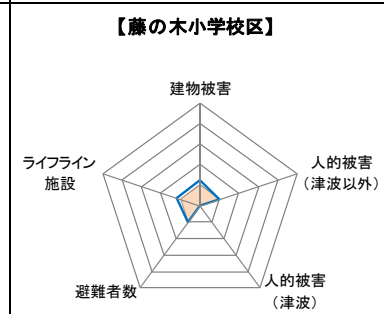 【藤の木小学校区】
建物被害
ライフライン
施設
人的被害
（津波以外）
避難者数
人的被害
（津波）